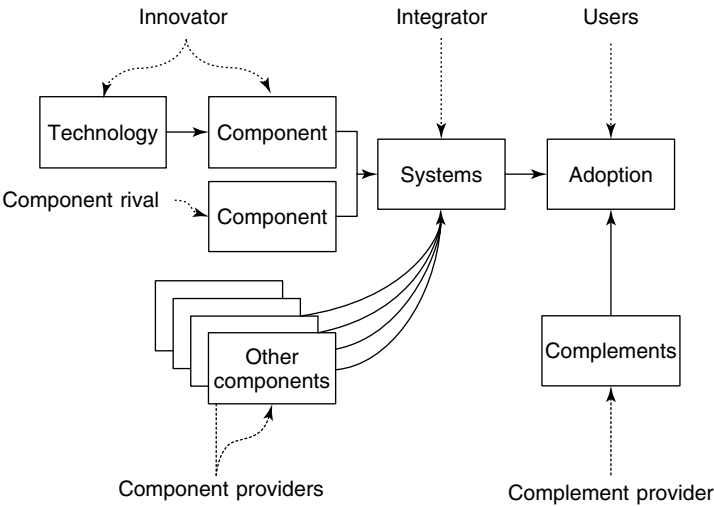 Innovator
Integrator
Users
Technology
Component
Systems
Adoption
Component rival
Component
Other
components
Complements
Component providers
Complement provider